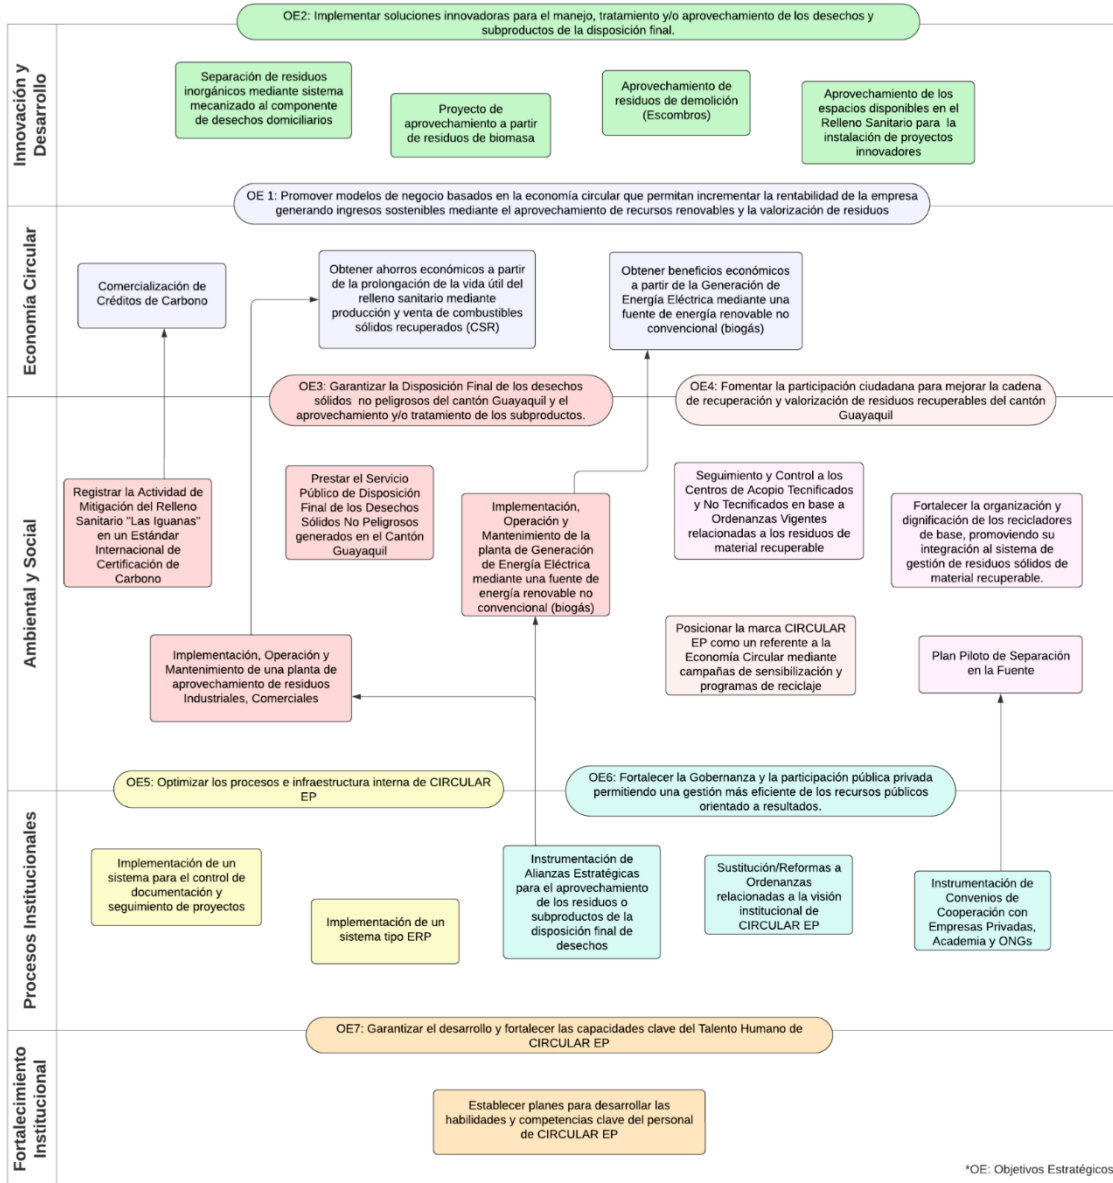 OE2: Implementar soluciones innovadoras para el manejo, tratamiento y/o aprovechamiento de los desechos y
subproductos de la disposición final.
Innovación y
Desarrollo
Separación de residuos
inorgánicos mediante sistema
mecanizado al componente
de desechos domiciliarios
Proyecto de
aprovechamiento a partir
de residuos de biomasa
Aprovechamiento de
residuos de demolición
(Escombros)
Aprovechamiento de los
espacios disponibles en el
Relleno Sanitario para la
instalación de proyectos
innovadores
OE 1: Promover modelos de negocio basados en la economía circular que permitan incrementar la rentabilidad de la empresa
generando ingresos sostenibles mediante el aprovechamiento de recursos renovables y la valorización de residuos
Economía Circular
Comercialización de
Créditos de Carbono
Obtener ahorros económicos a partir
de la prolongación de la vida útil del
relleno sanitario mediante
producción y venta de combustibles
sólidos recuperados (CSR)
Obtener beneficios económicos
a partir de la Generación de
Energía Eléctrica mediante una
fuente de energía renovable no
convencional (biogás)
OE3: Garantizar la Disposición Final de los desechos
sólidos no peligrosos del cantón Guayaquil y el
aprovechamiento y/o tratamiento de los subproductos.
OE4: Fomentar la participación ciudadana para mejorar la cadena
de recuperación y valorización de residuos recuperables del cantón
Guayaquil
Ambiental y Social
Registrar la Actividad de
Mitigación del Relleno
Sanitario "Las Iguanas"
en un Estándar
Internacional de
Certificación de
Carbono
Prestar el Servicio
Público de Disposición
Final de los Desechos
Sólidos No Peligrosos
generados en el Cantón
Guayaquil
Implementación,
Operación y
Mantenimiento de la
planta de Generación
de Energía Eléctrica
mediante una fuente de
energía renovable no
convencional (biogás)
Seguimiento y Control a los
Centros de Acopio Tecnificados
y No Tecnificados en base a
Ordenanzas Vigentes
relacionadas a los residuos de
material recuperable
Fortalecer la organización y
dignificación de los recicladores
de base, promoviendo su
integración al sistema de
gestión de residuos sólidos de
material recuperable.
Implementación, Operación y
Mantenimiento de una planta de
aprovechamiento de residuos
Industriales, Comerciales
Posicionar la marca CIRCULAR
EP como un referente a la
Economía Circular mediante
campañas de sensibilización y
programas de reciclaje
Plan Piloto de Separación
en la Fuente
OE5: Optimizar los procesos e infraestructura interna de CIRCULAR
EP
OE6: Fortalecer la Gobernanza y la participación pública privada
permitiendo una gestión más eficiente de los recursos públicos
orientado a resultados.
Procesos Institucionales
Implementación de un
sistema para el control de
documentación y
seguimiento de proyectos
Implementación de un
sistema tipo ERP
Instrumentación de
Alianzas Estratégicas
para el aprovechamiento
de los residuos o
subproductos de la
disposición final de
desechos
Sustitución/Reformas a
Ordenanzas
relacionadas a la visión
institucional de
CIRCULAR EP
Instrumentación de
Convenios de
Cooperación con
Empresas Privadas,
Academia y ONGs
OE7: Garantizar el desarrollo y fortalecer las capacidades clave del Talento Humano de
CIRCULAR EP
Fortalecimiento
Institucional
Establecer planes para desarrollar las
habilidades y competencias clave del personal
de CIRCULAR EP
*OE: Objetivos Estratégicos